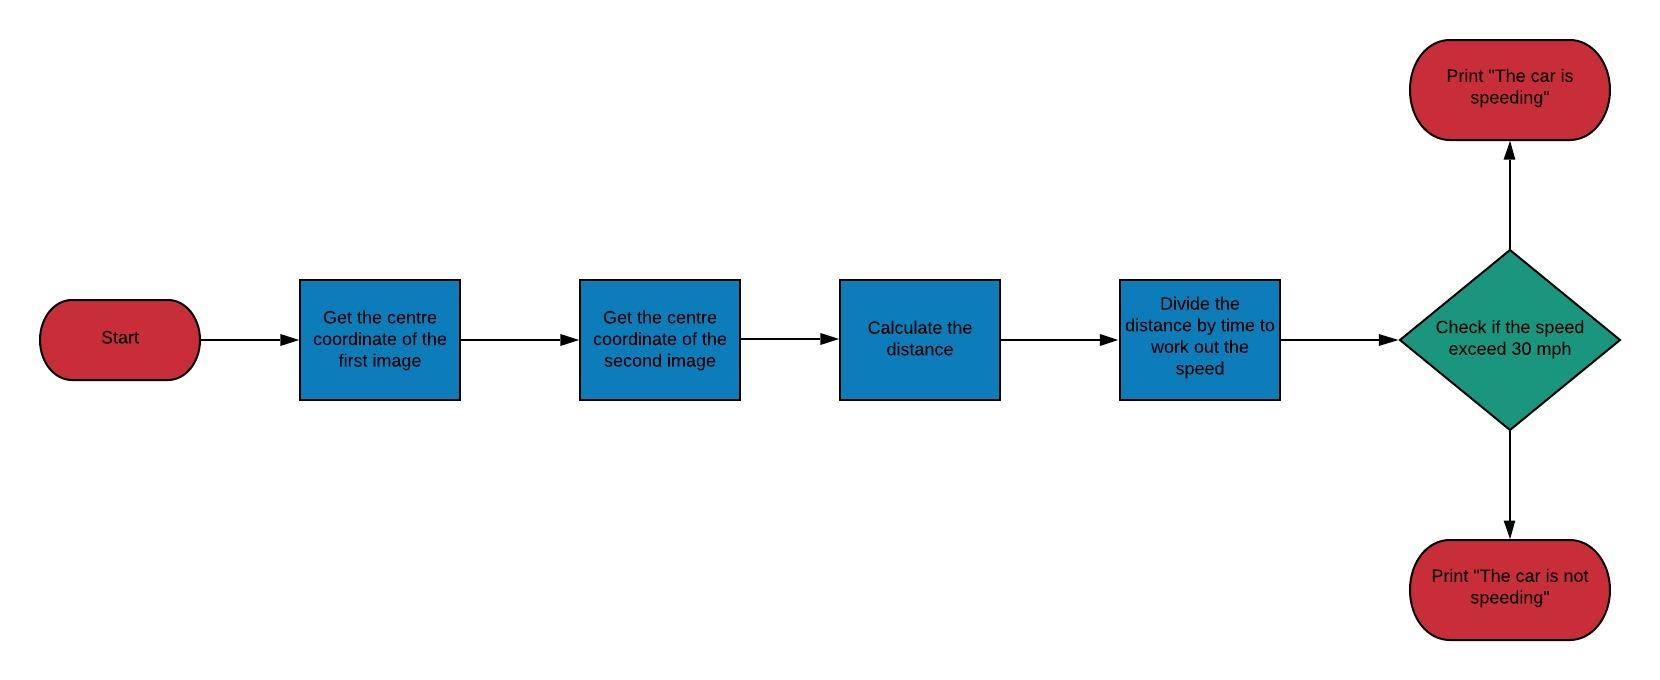 Start
Get the centre
coordinate of the
first image
Get the centre
coordinate of the
second image
Calculate the
distance
Divide the
distance by time to
work out the
speed
Check if the speed
exceed 30 mph
Print "The car is
speeding"
Print "The car is not
speeding"